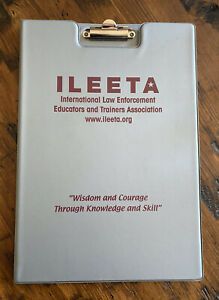 ILEETA
International Law Enforcement
Educators and Trainers Association
www.ileeta.org
"Wisdom and Courage
Through Knowledge and Skill"